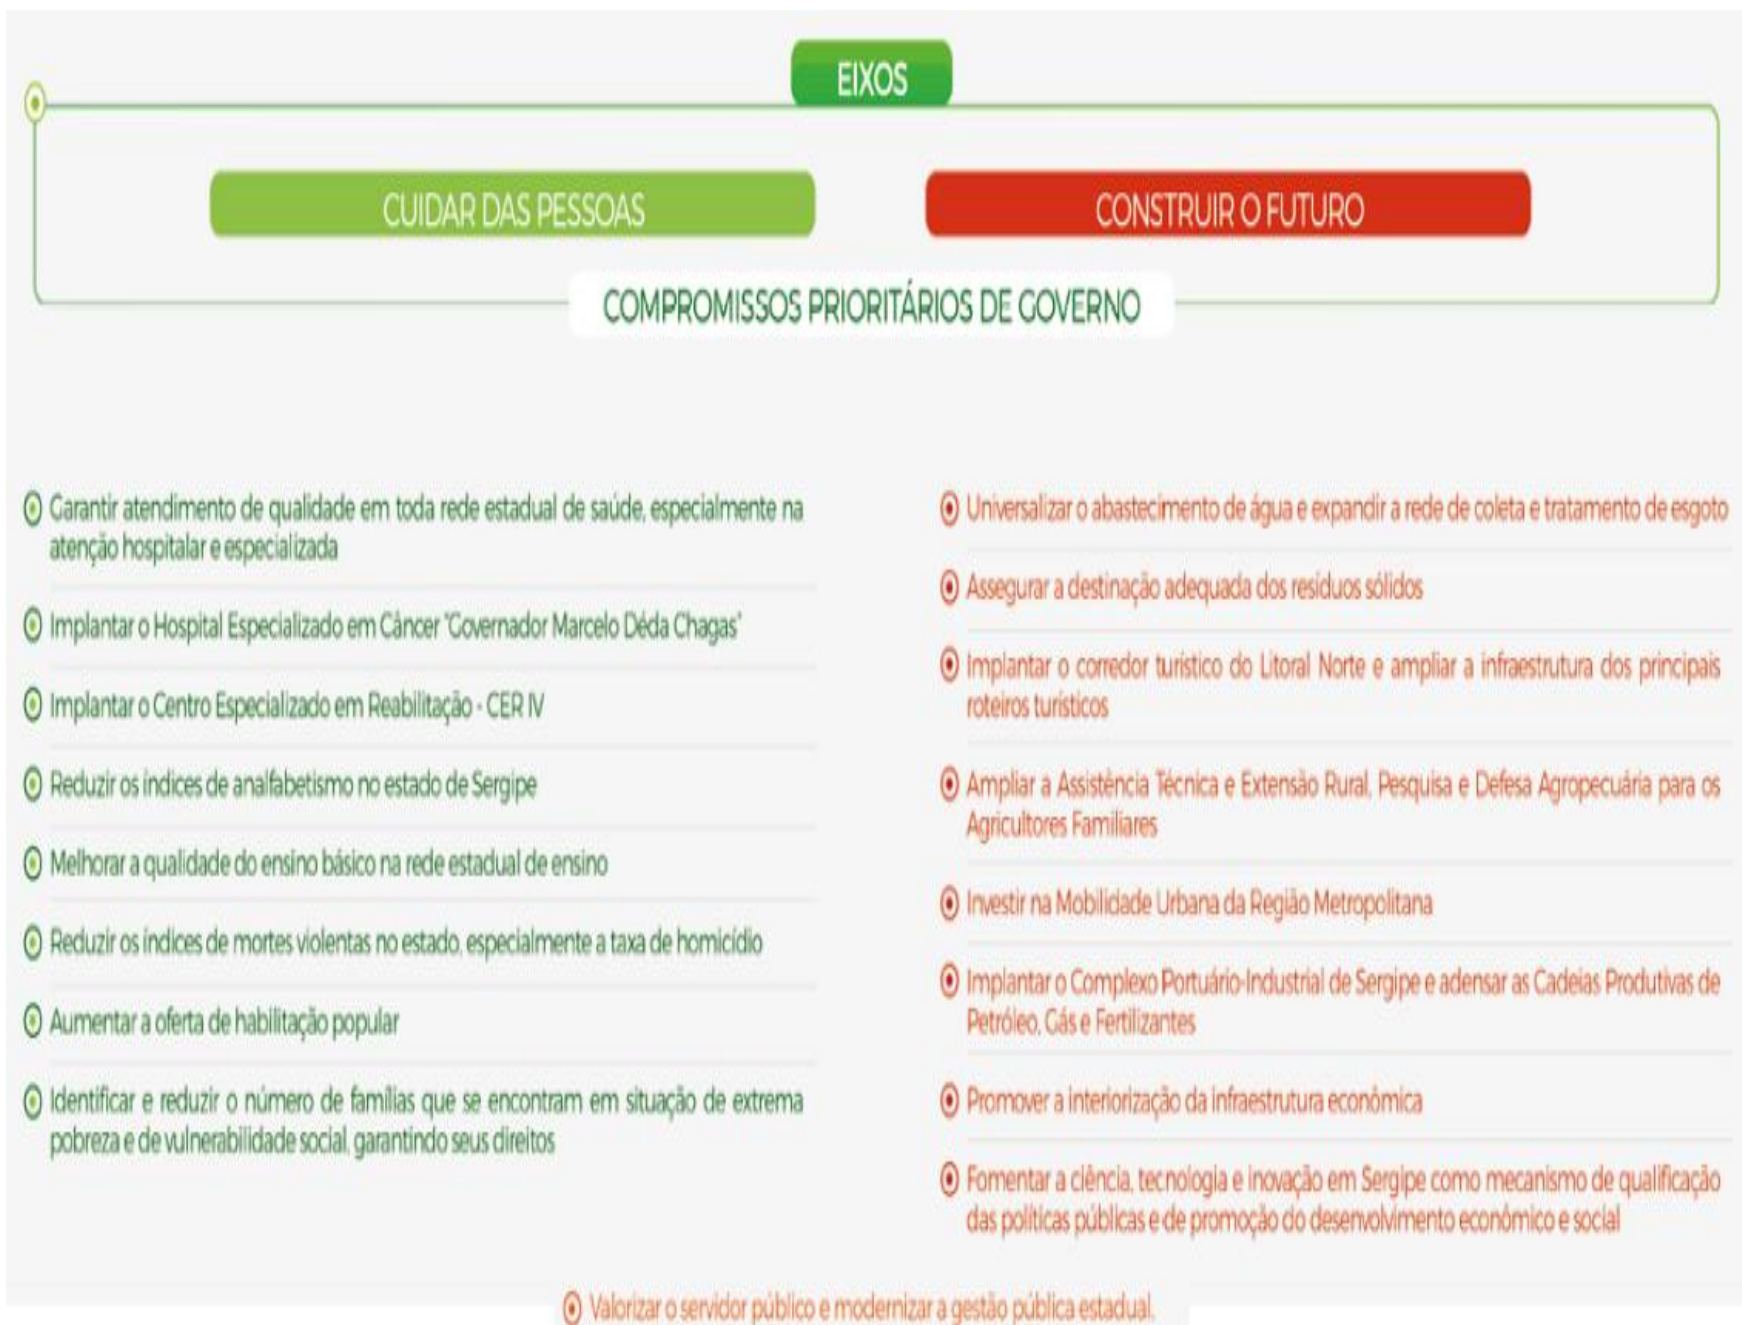 EIXOS
CUIDAR DAS PESSOAS
CONSTRUIR O FUTURO
COMPROMISSOS PRIORITÁRIOS DE GOVERNO
Garantir atendimento de qualidade em toda rede estadual de saúde, especialmente na
atenção hospitalar e especializada
Implantar o Hospital Especializado em Câncer "Governador Marcelo Déda Chagas"
Implantar o Centro Especializado em Reabilitação - CER IV
Reduzir os índices de analfabetismo no estado de Sergipe
Melhorar a qualidade do ensino básico na rede estadual de ensino
Reduzir os índices de mortes violentas no estado, especialmente a taxa de homicídio
Aumentar a oferta de habilitação popular
Identificar e reduzir o número de famílias que se encontram em situação de extrema
pobreza e de vulnerabilidade social, garantindo seus direitos
Universalizar o abastecimento de água e expandir a rede de coleta e tratamento de esgoto
Assegurar a destinação adequada dos resíduos sólidos
Implantar o corredor turístico do Litoral Norte e ampliar a infraestrutura dos principais
roteiros turísticos
Ampliar a Assistência Técnica e Extensão Rural, Pesquisa e Defesa Agropecuária para os
Agricultores Familiares
Investir na Mobilidade Urbana da Região Metropolitana
Implantar o Complexo Portuário-Industrial de Sergipe e adensar as Cadeias Produtivas de
Petróleo, Gás e Fertilizantes
Promover a interiorização da infraestrutura econômica
Fomentar a ciência, tecnologia e inovação em Sergipe como mecanismo de qualificação
das políticas públicas e de promoção do desenvolvimento econômico e social
Valorizar o servidor público e modernizar a gestão pública estadual.